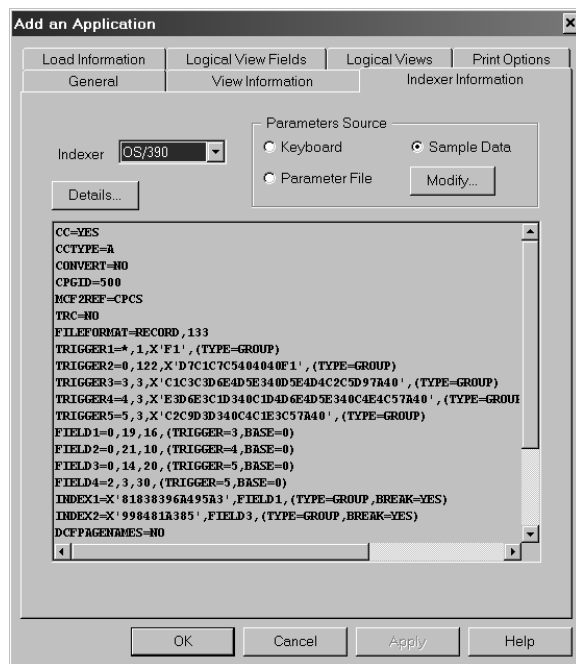 Add an Application
Load Information Logical View Fields Logical Views Print Options
General View Information Indexer Information
Parameters Source
Indexer OS/390 Keyboard Sample Data
Parameter File Modify...
Details...
CC=YES
CCTYPE=A
CONVERT=NO
CPGID=500
MCF2REF=CPCS
TRC=NO
FILEFORMAT=RECORD,133
TRIGGER1=*,1,X'F1',(TYPE=GROUP)
TRIGGER2=0,122,X'D7C1C7C5404040F1',(TYPE=GROUP)
TRIGGER3=3,3,X'C1C3C3D6E4D5E340D5E4D4C2C5D97A40',(TYPE=GROUP)
TRIGGER4=4,3,X'E3D6E3C1D340C1D4D6E4D5E340C4E4C57A40',(TYPE=GROUP
TRIGGER5=5,3,X'C2C9D3D340C4C1E3C57A40',(TYPE=GROUP)
FIELD1=0,19,16,(TRIGGER=3,BASE=0)
FIELD2=0,21,10,(TRIGGER=4,BASE=0)
FIELD3=0,14,20,(TRIGGER=5,BASE=0)
FIELD4=2,3,30,(TRIGGER=5,BASE=0)
INDEX1=X'81838396A495A3',FIELD1,(TYPE=GROUP,BREAK=YES)
INDEX2=X'998481A385',FIELD3,(TYPE=GROUP,BREAK=YES)
DCFPAGENAMES=NO
OK Cancel Apply Help